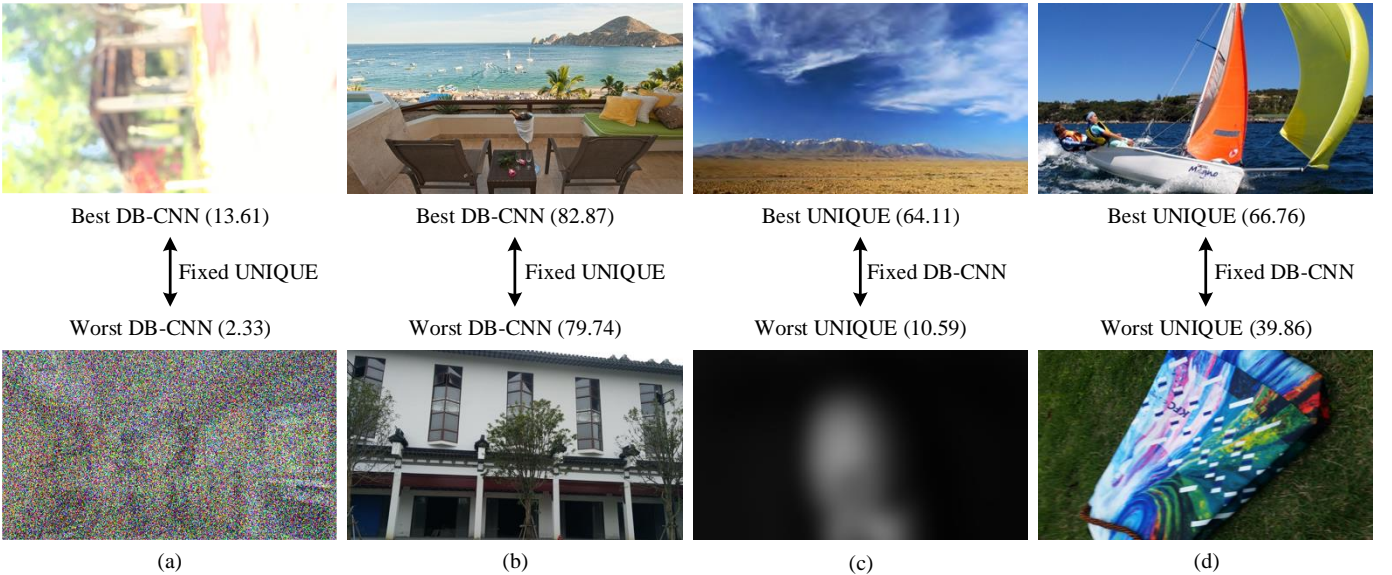 Best DB-CNN (13.61)
Best DB-CNN (82.87)
Best UNIQUE (64.11)
Best UNIQUE (66.76)
Fixed UNIQUE
Fixed UNIQUE
Fixed DB-CNN
Fixed DB-CNN
Worst DB-CNN (2.33)
Worst DB-CNN (79.74)
Worst UNIQUE (10.59)
Worst UNIQUE (39.86)
KFC
(a)
(b)
(c)
(d)